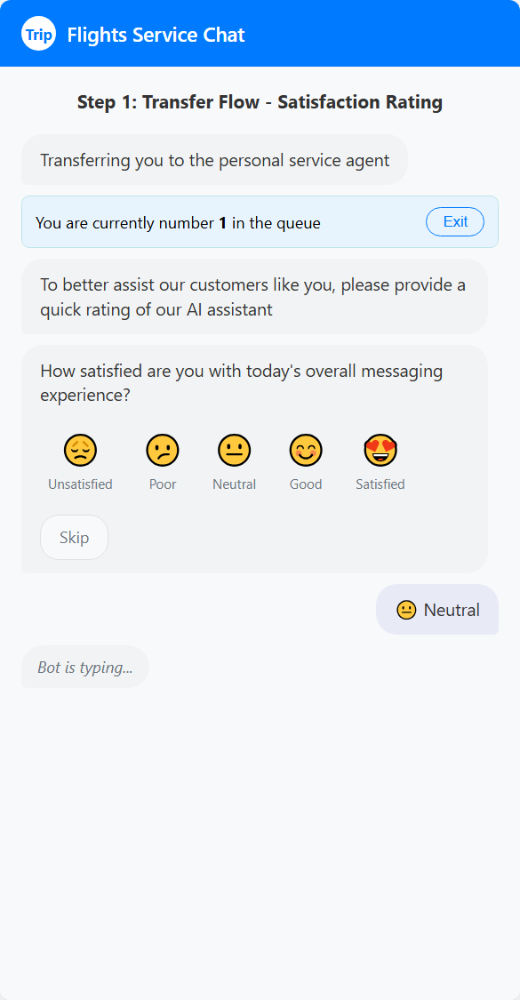 Trip Flights Service Chat
Step 1: Transfer Flow - Satisfaction Rating
Transferring you to the personal service agent
You are currently number 1 in the queue Exit
To better assist our customers like you, please provide a
quick rating of our AI assistant
How satisfied are you with today's overall messaging
experience?
Unsatisfied Poor Neutral Good Satisfied
Skip
😐 Neutral
Bot is typing...